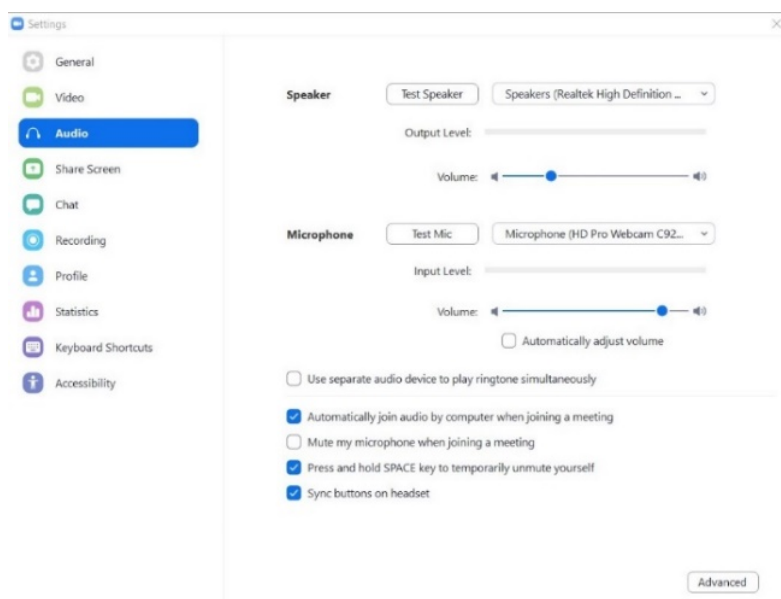 Settings
General
Video
Audio
Share Screen
Chat
Recording
Profile
Statistics
Keyboard Shortcuts
Accessibility
Speaker Test Speaker Speakers (Realtek High Definition ...
Output Level:
Volume:
Microphone Test Mic Microphone (HD Pro Webcam C92...
Input Level:
Volume:
Automatically adjust volume
Use separate audio device to play ringtone simultaneously
Automatically join audio by computer when joining a meeting
Mute my microphone when joining a meeting
Press and hold SPACE key to temporarily unmute yourself
Sync buttons on headset
Advanced